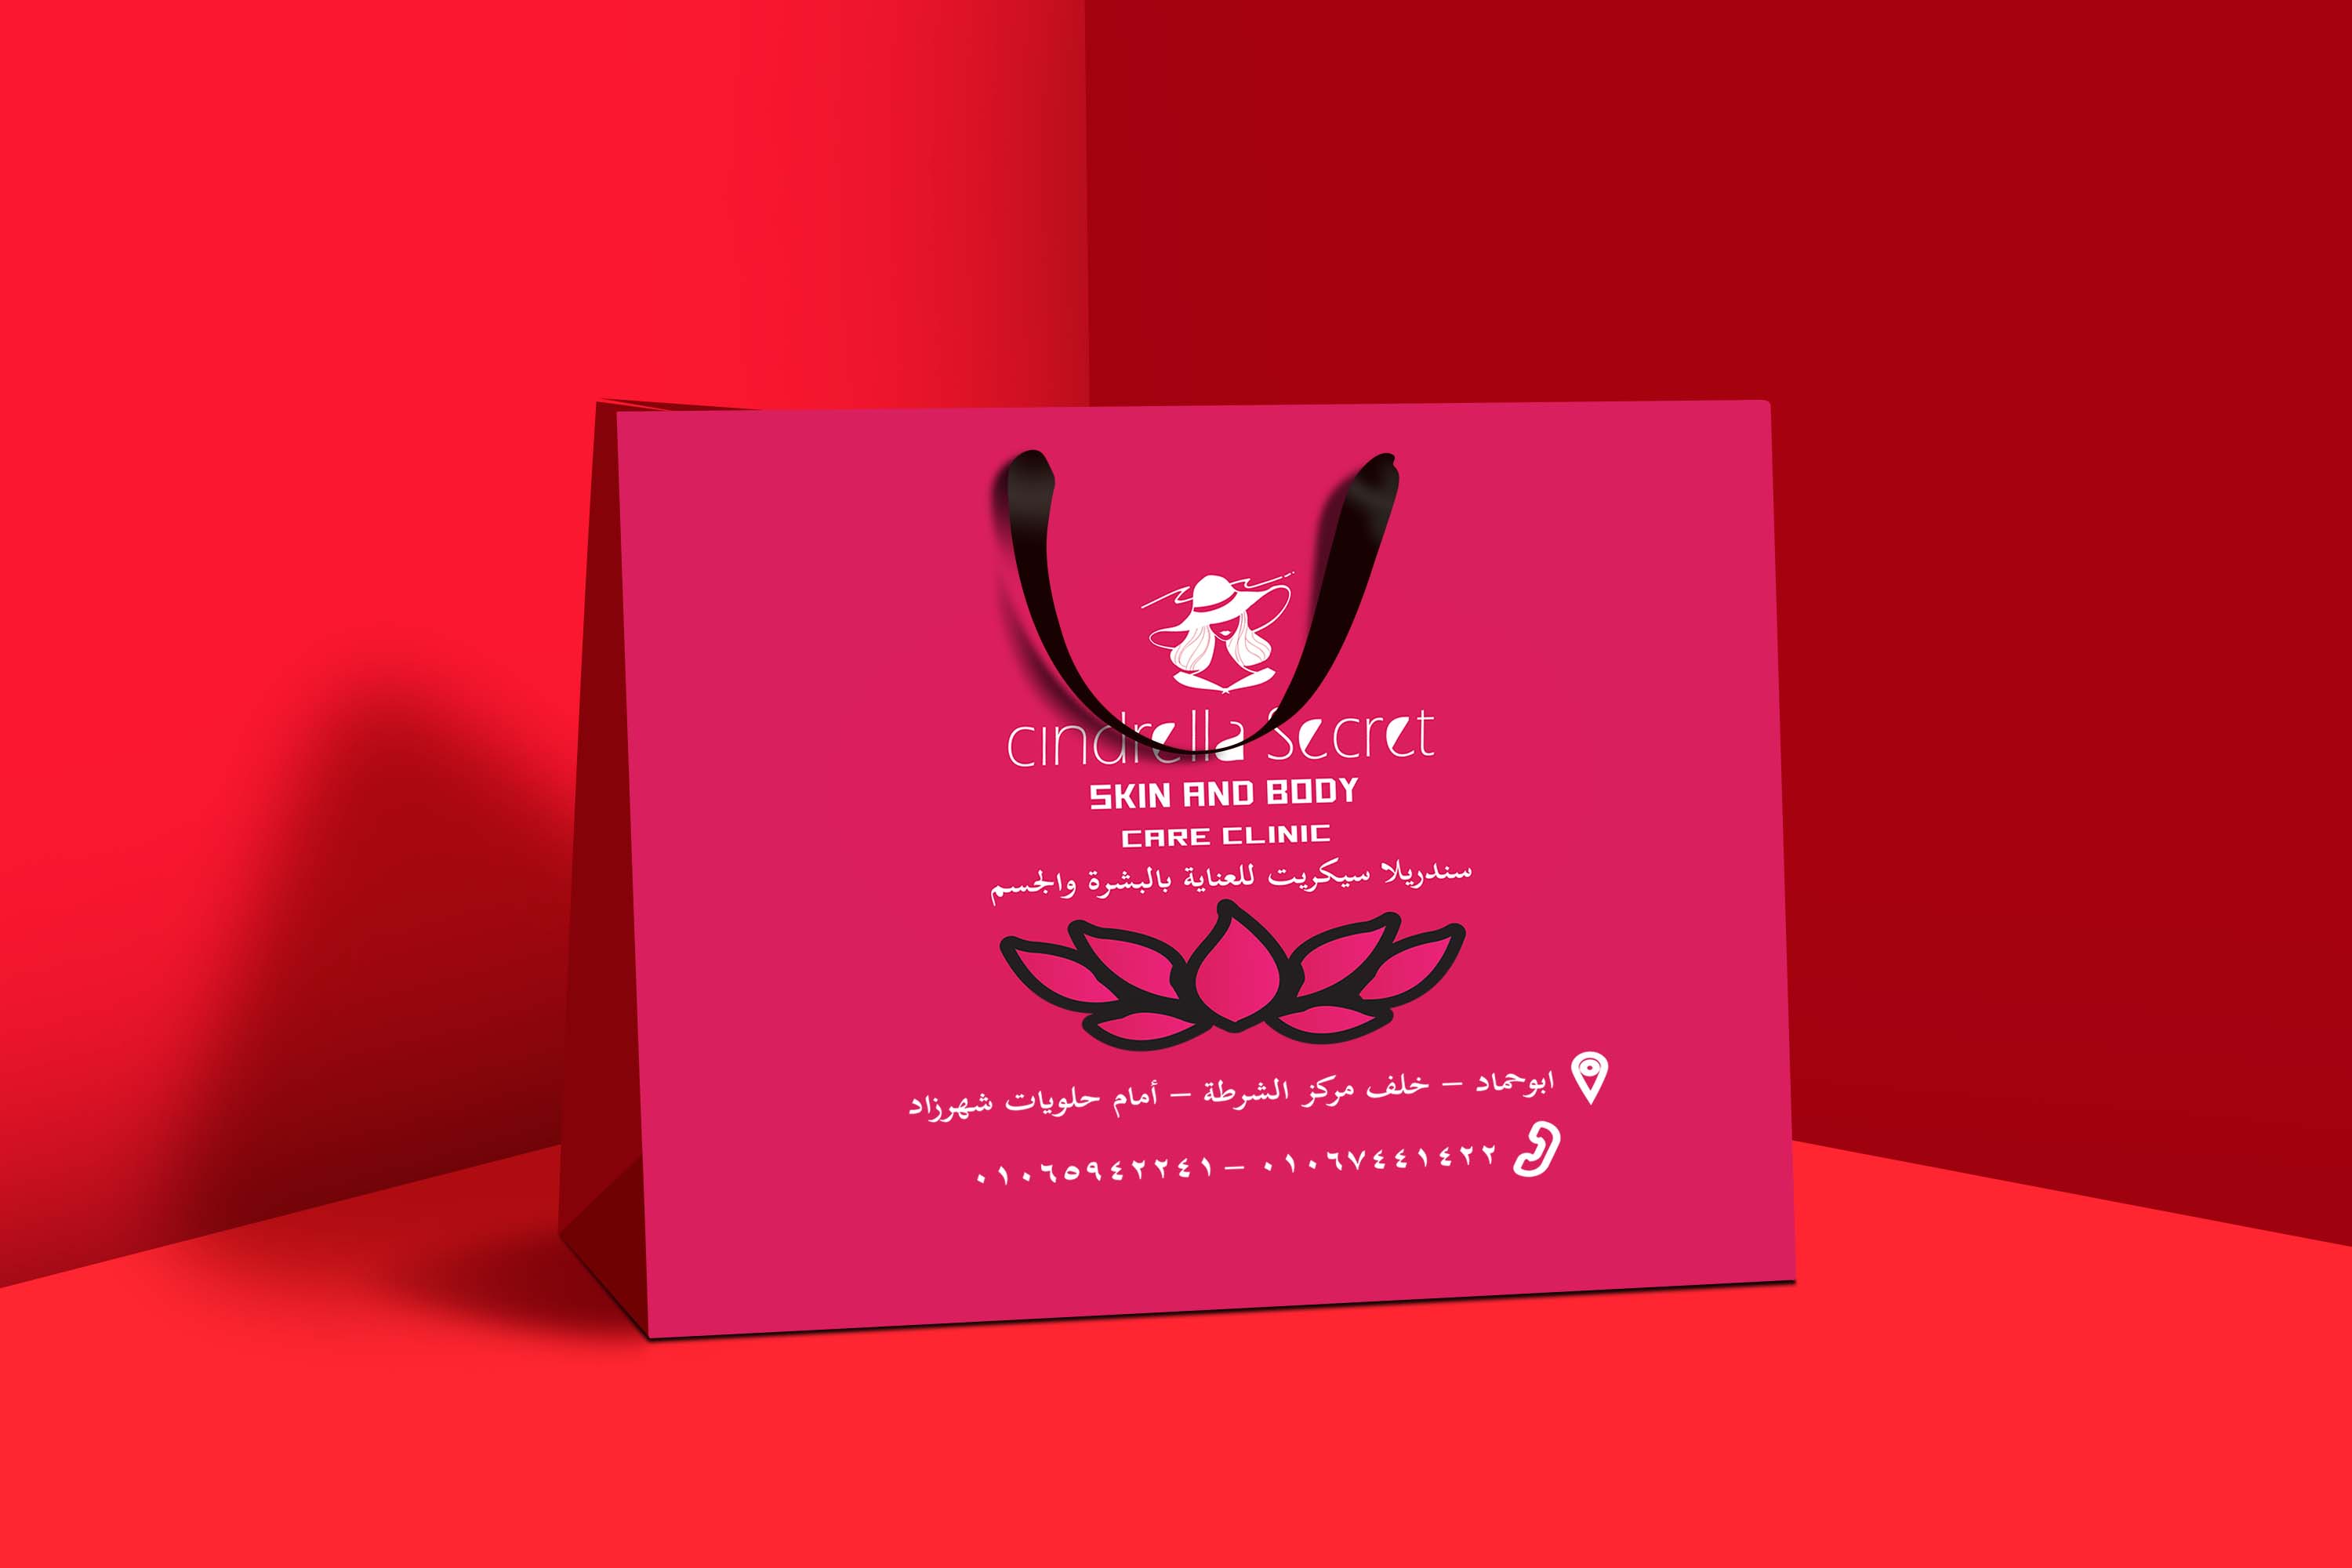 cindrella Secret
SKIN AND BODY
CARE CLINIC
سندريلا سيكريت للعناية بالبشرة والجسم
ابوحماد – خلف مركز الشرطة – أمام حلويات شهرزاد
٠١٠٦٥٩٤٢٢٤١ – ٠١٠٦٧٤٤١٤٢٢